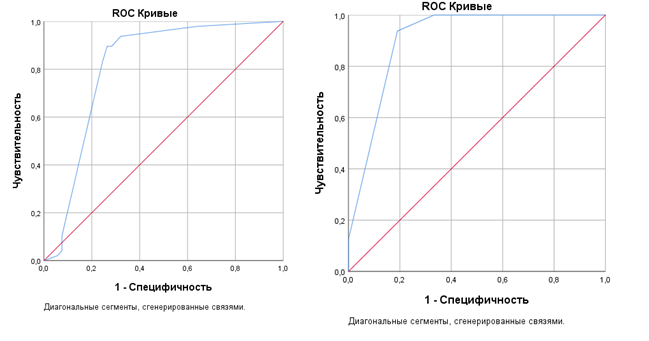 ROC Кривые
1,0
0,8
0,6
0,4
0,2
0,0
Чувствительность
0,0 0,2 0,4 0,6 0,8 1,0
1 - Специфичность
Диагональные сегменты, сгенерированные связями.
ROC Кривые
1,0
0,8
0,6
0,4
0,2
0,0
Чувствительность
0,0 0,2 0,4 0,6 0,8 1,0
1 - Специфичность
Диагональные сегменты, сгенерированные связями.